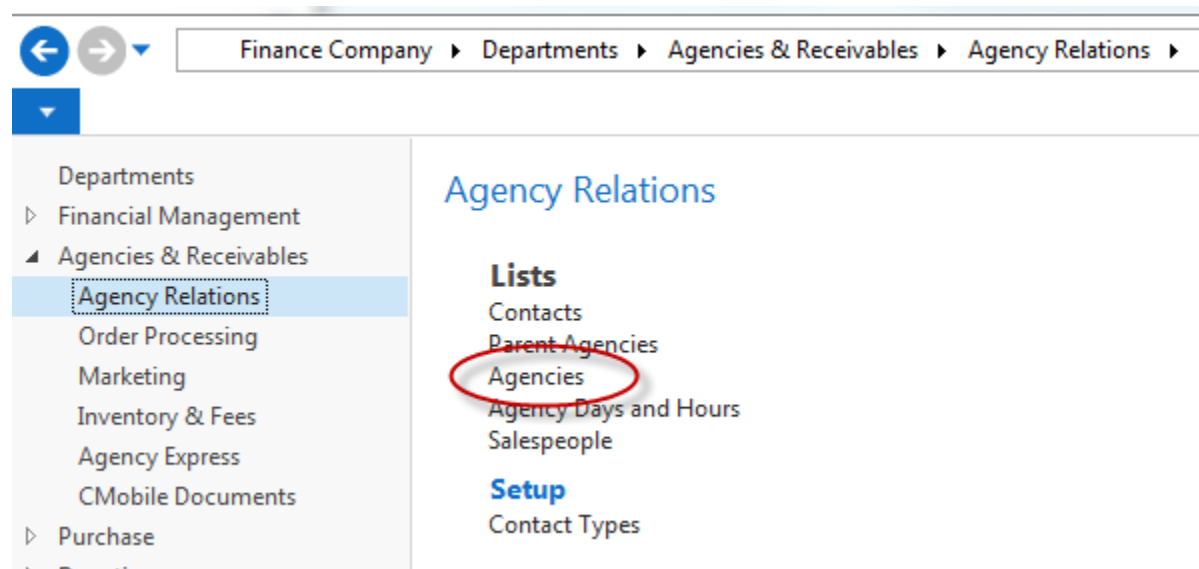 Finance Company ▸ Departments ▸ Agencies & Receivables ▸ Agency Relations ▸
Departments
Financial Management
Agencies & Receivables
Agency Relations
Order Processing
Marketing
Inventory & Fees
Agency Express
CMobile Documents
Purchase
Agency Relations
Lists
Contacts
Parent Agencies
Agencies
Agency Days and Hours
Salespeople
Setup
Contact Types